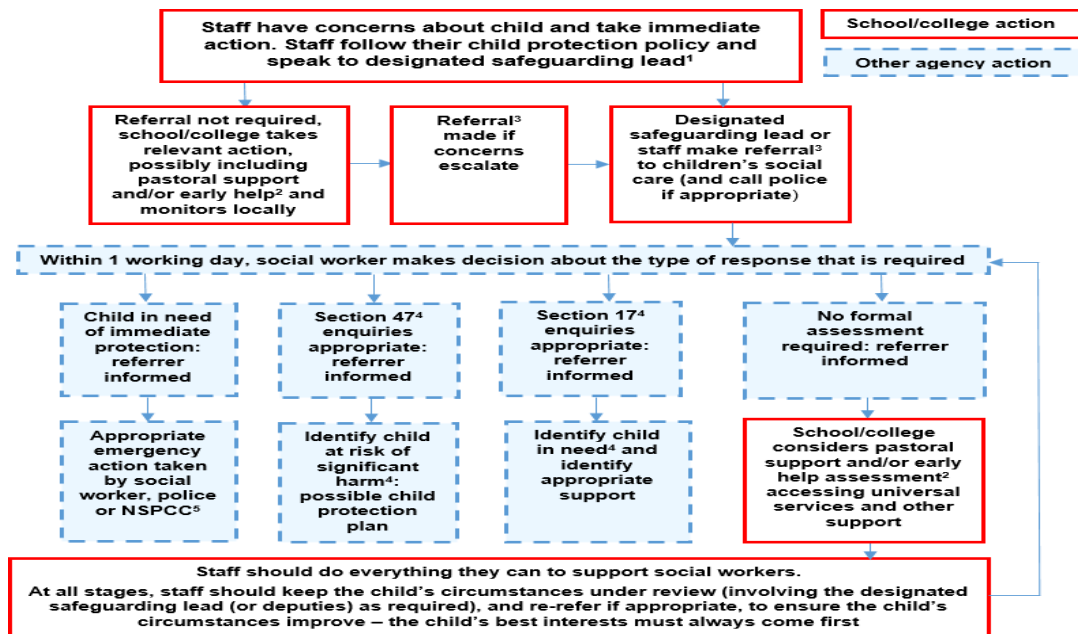 Staff have concerns about child and take immediate
action. Staff follow their child protection policy and
speak to designated safeguarding lead¹
School/college action
Other agency action
Referral not required,
school/college takes
relevant action,
possibly including
pastoral support
and/or early help² and
monitors locally
Referral³
made if
concerns
escalate
Designated
safeguarding lead or
staff make referral³
to children’s social
care (and call police
if appropriate)
Within 1 working day, social worker makes decision about the type of response that is required
Child in need
of immediate
protection:
referrer
informed
Section 47⁴
enquiries
appropriate:
referrer
informed
Section 17⁴
enquiries
appropriate:
referrer
informed
No formal
assessment
required: referrer
informed
Appropriate
emergency
action taken
by social
worker, police
or NSPCC⁵
Identify child
at risk of
significant
harm⁴:
possible child
protection
plan
Identify child
in need⁴ and
identify
appropriate
support
School/college
considers pastoral
support and/or early
help assessment²
accessing universal
services and other
support
Staff should do everything they can to support social workers.
At all stages, staff should keep the child’s circumstances under review (involving the designated
safeguarding lead (or deputies) as required), and re-refer if appropriate, to ensure the child’s
circumstances improve – the child’s best interests must always come first